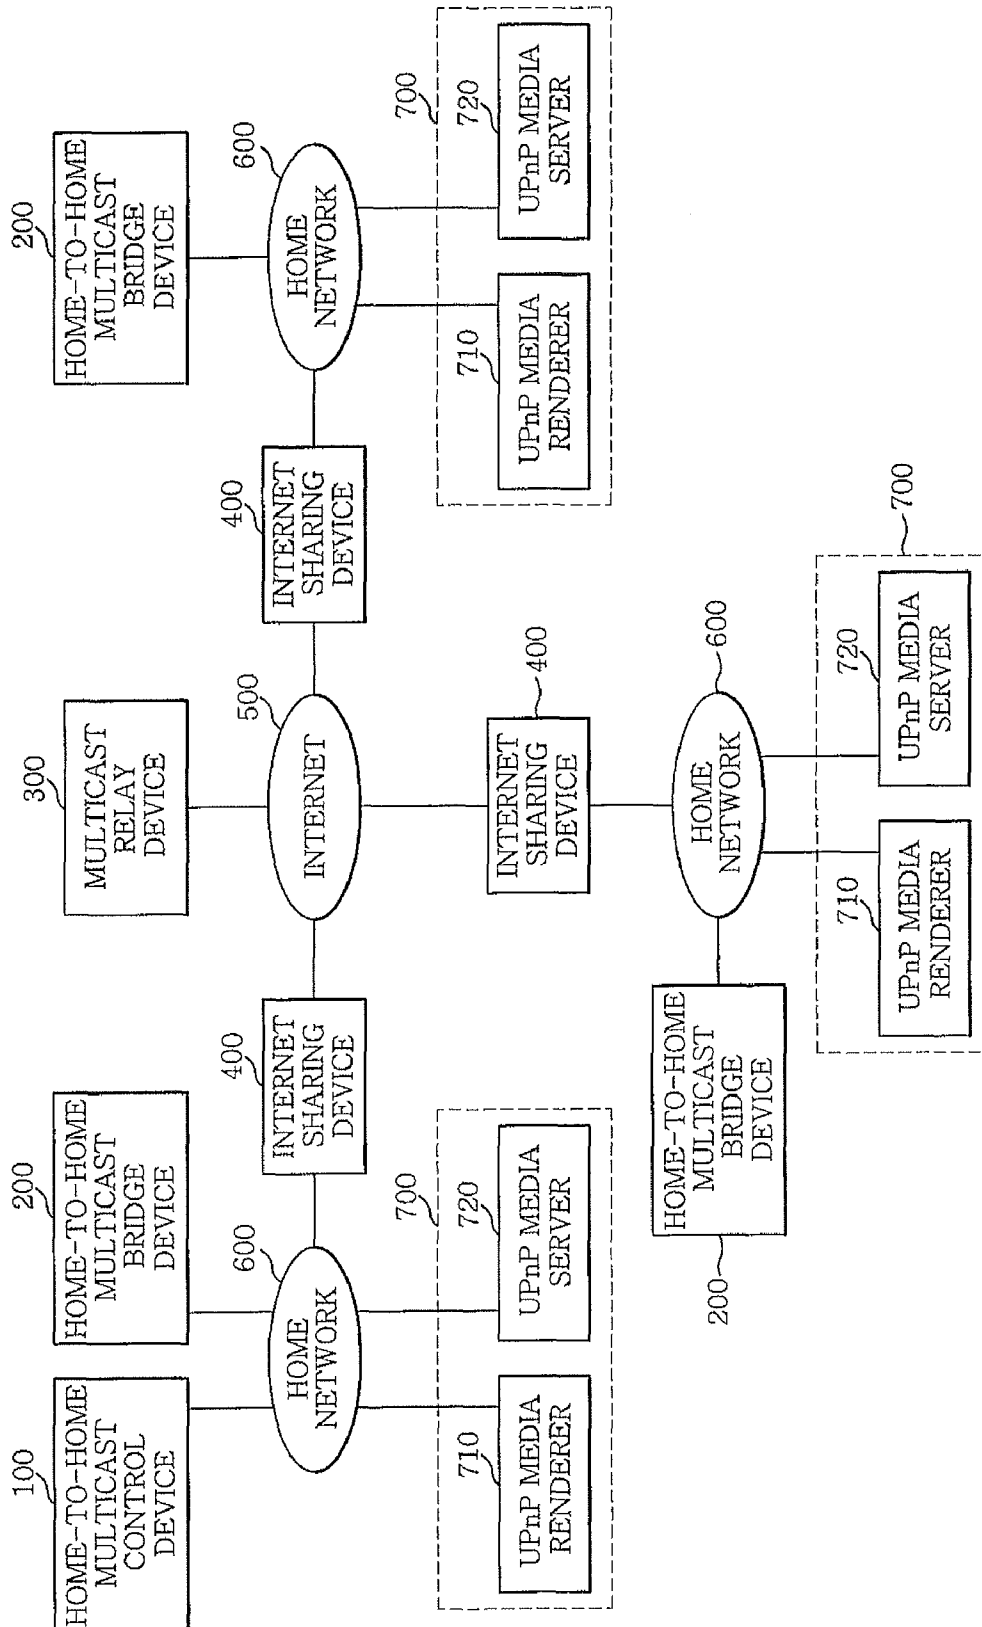 100
HOME-TO-HOME
MULTICAST
CONTROL
DEVICE
200
HOME-TO-HOME
MULTICAST
BRIDGE
DEVICE
300
MULTICAST
RELAY
DEVICE
200
HOME-TO-HOME
MULTICAST
BRIDGE
DEVICE
600
HOME
NETWORK
400
INTERNET
SHARING
DEVICE
500
INTERNET
400
INTERNET
SHARING
DEVICE
600
HOME
NETWORK
700
710
UPnP MEDIA
RENDERER
720
UPnP MEDIA
SERVER
400
INTERNET
SHARING
DEVICE
700
710
UPnP MEDIA
RENDERER
720
UPnP MEDIA
SERVER
200
HOME-TO-HOME
MULTICAST
BRIDGE
DEVICE
600
HOME
NETWORK
700
710
UPnP MEDIA
RENDERER
720
UPnP MEDIA
SERVER